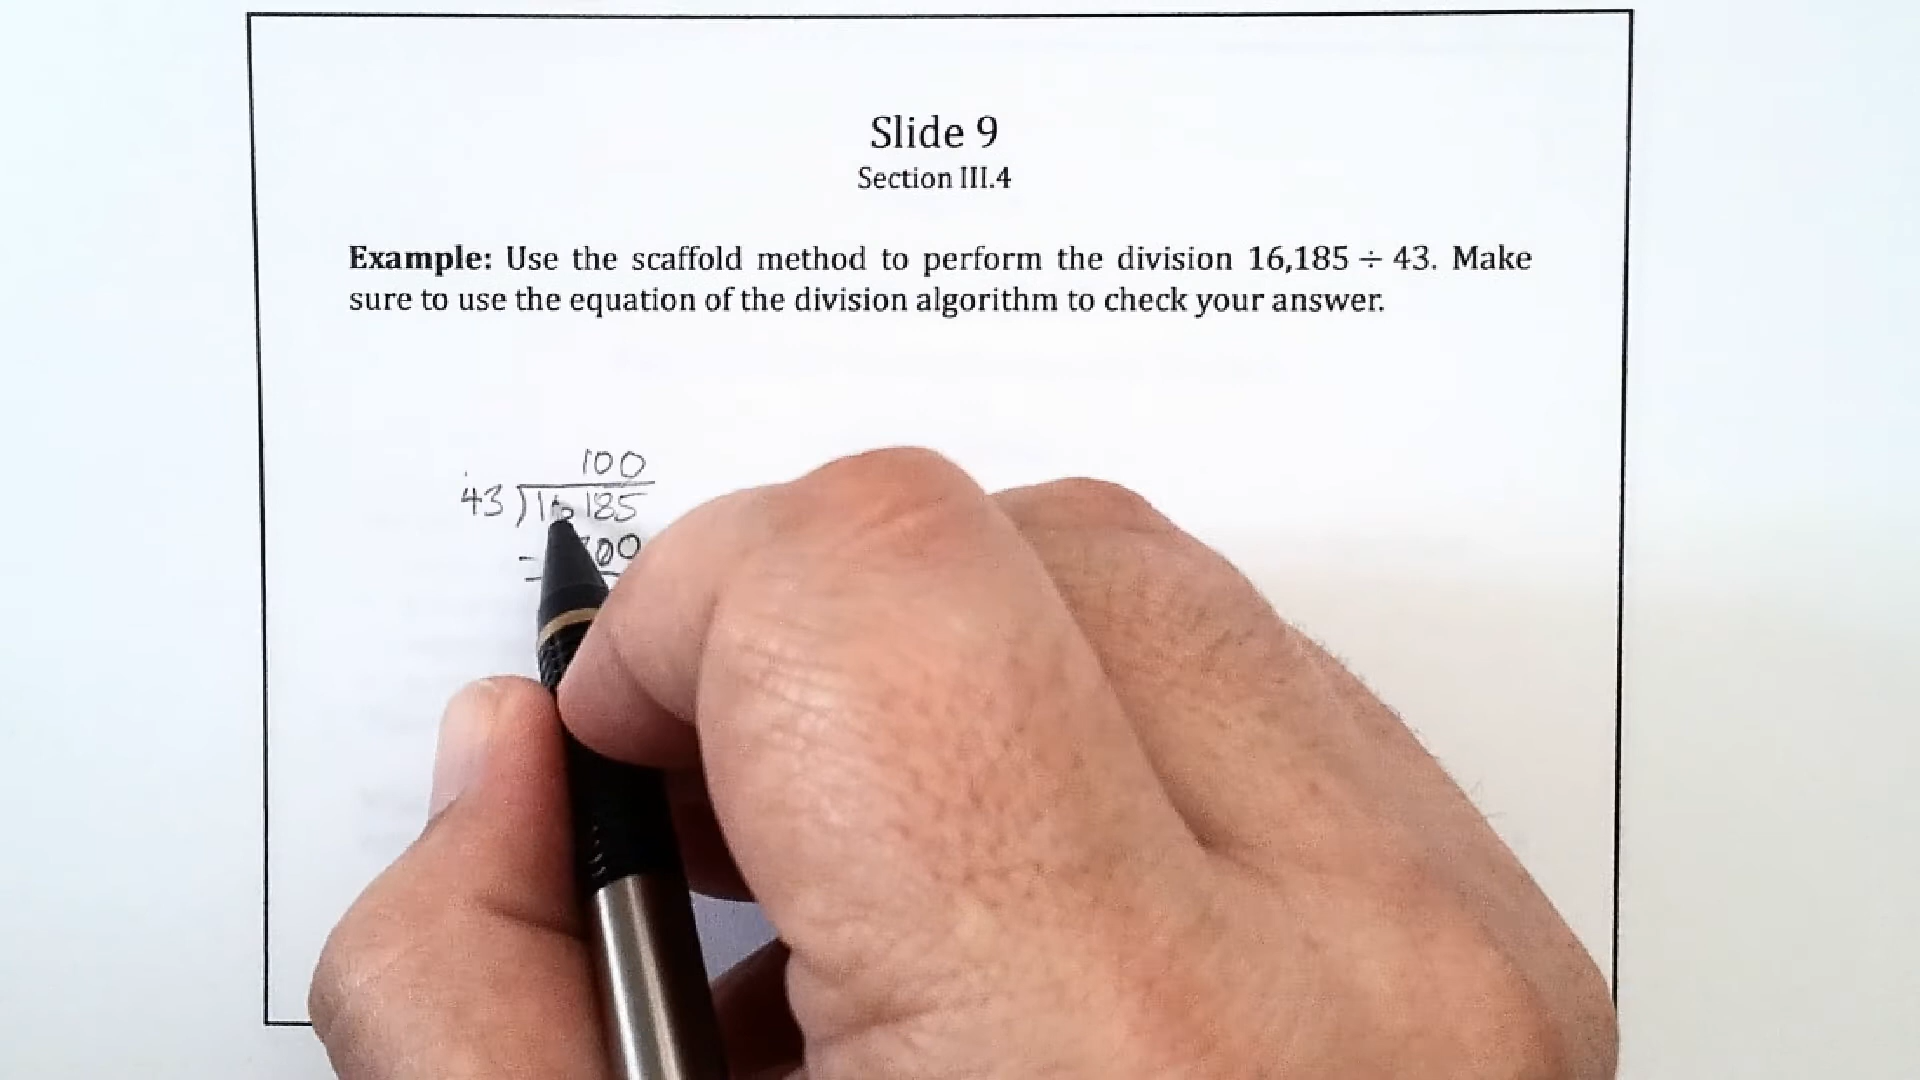 Slide 9
Section III.4
Example: Use the scaffold method to perform the division 16,185 ÷ 43. Make
sure to use the equation of the division algorithm to check your answer.
100
43 ) 16185
- 00